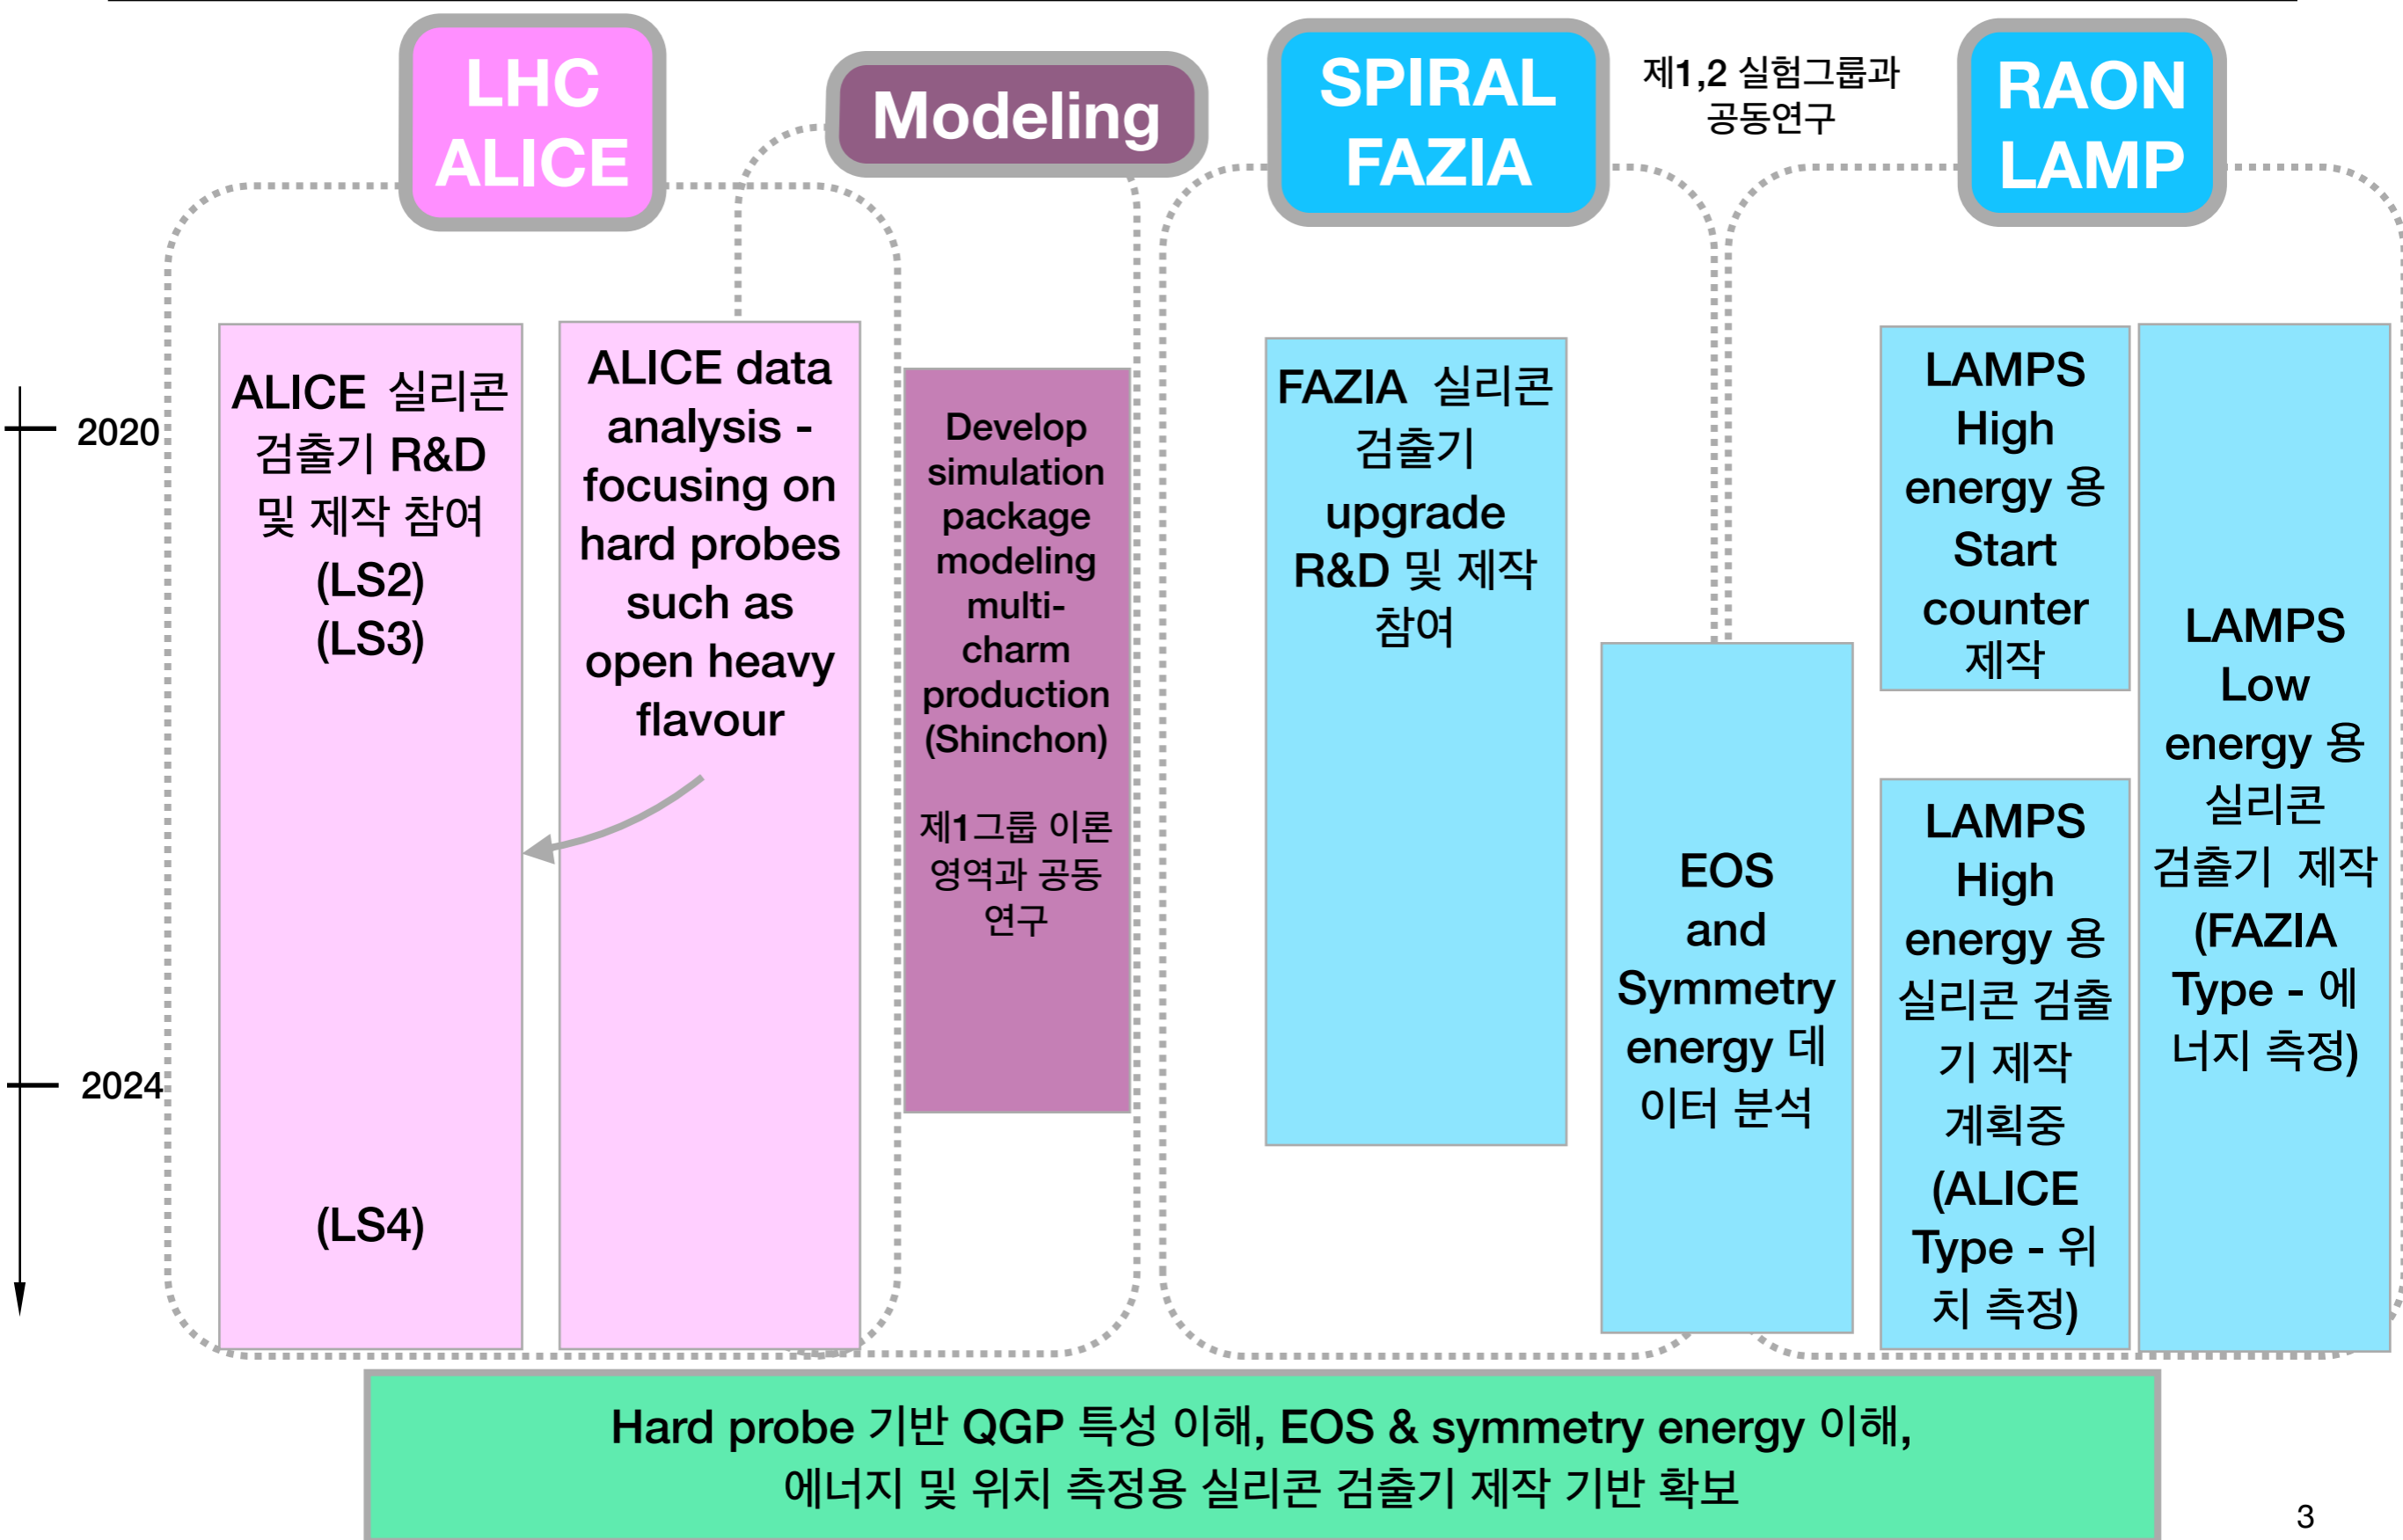 LHC
ALICE
Modeling
SPIRAL
FAZIA
제1,2 실험그룹과
공동연구
RAON
LAMP
2020
2024
ALICE 실리콘
검출기 R&D
및 제작 참여
(LS2)
(LS3)
(LS4)
ALICE data
analysis -
focusing on
hard probes
such as
open heavy
flavour
Develop
simulation
package
modeling
multi-
charm
production
(Shinchon)
제1그룹 이론
영역과 공동
연구
FAZIA 실리콘
검출기
upgrade
R&D 및 제작
참여
EOS
and
Symmetry
energy 데
이터 분석
LAMPS
High
energy 용
Start
counter
제작
LAMPS
High
energy 용
실리콘 검출
기 제작
계획중
(ALICE
Type - 위
치 측정)
LAMPS
Low
energy 용
실리콘
검출기 제작
(FAZIA
Type - 에
너지 측정)
Hard probe 기반 QGP 특성 이해, EOS & symmetry energy 이해,
에너지 및 위치 측정용 실리콘 검출기 제작 기반 확보
3